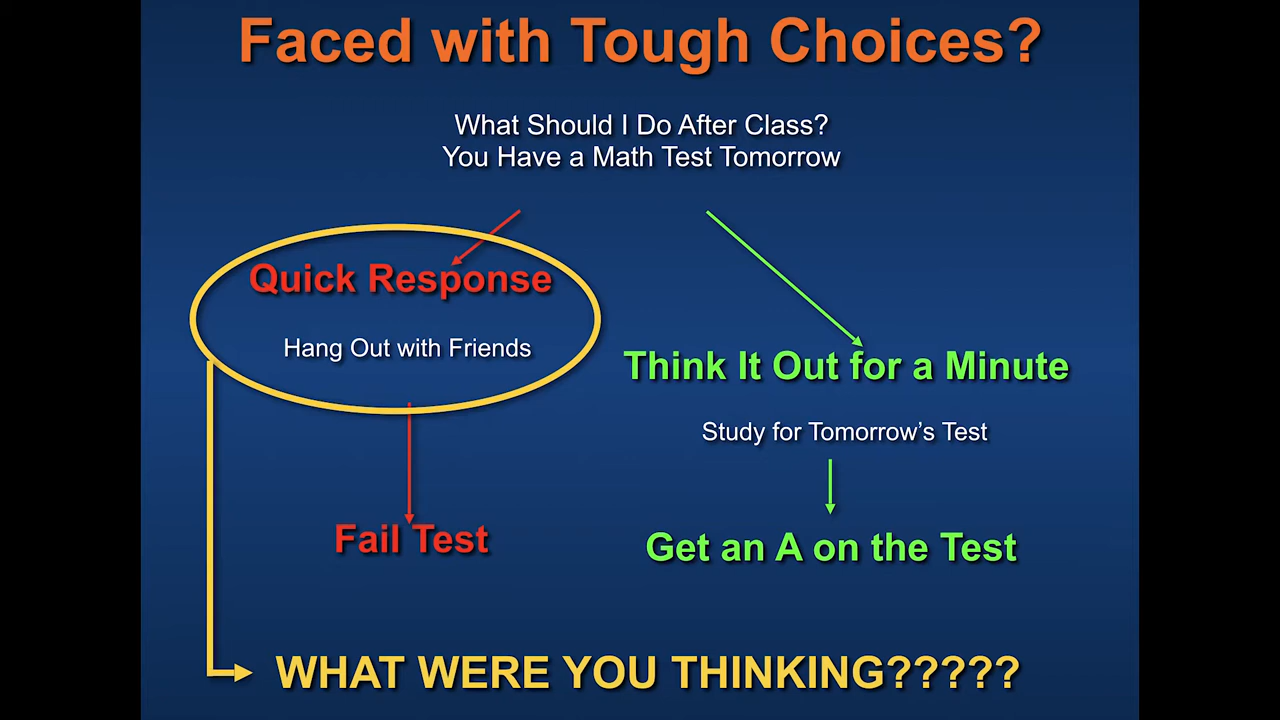 Faced with Tough Choices?
What Should I Do After Class?
You Have a Math Test Tomorrow
Quick Response
Hang Out with Friends
Fail Test
Think It Out for a Minute
Study for Tomorrow’s Test
Get an A on the Test
WHAT WERE YOU THINKING?????